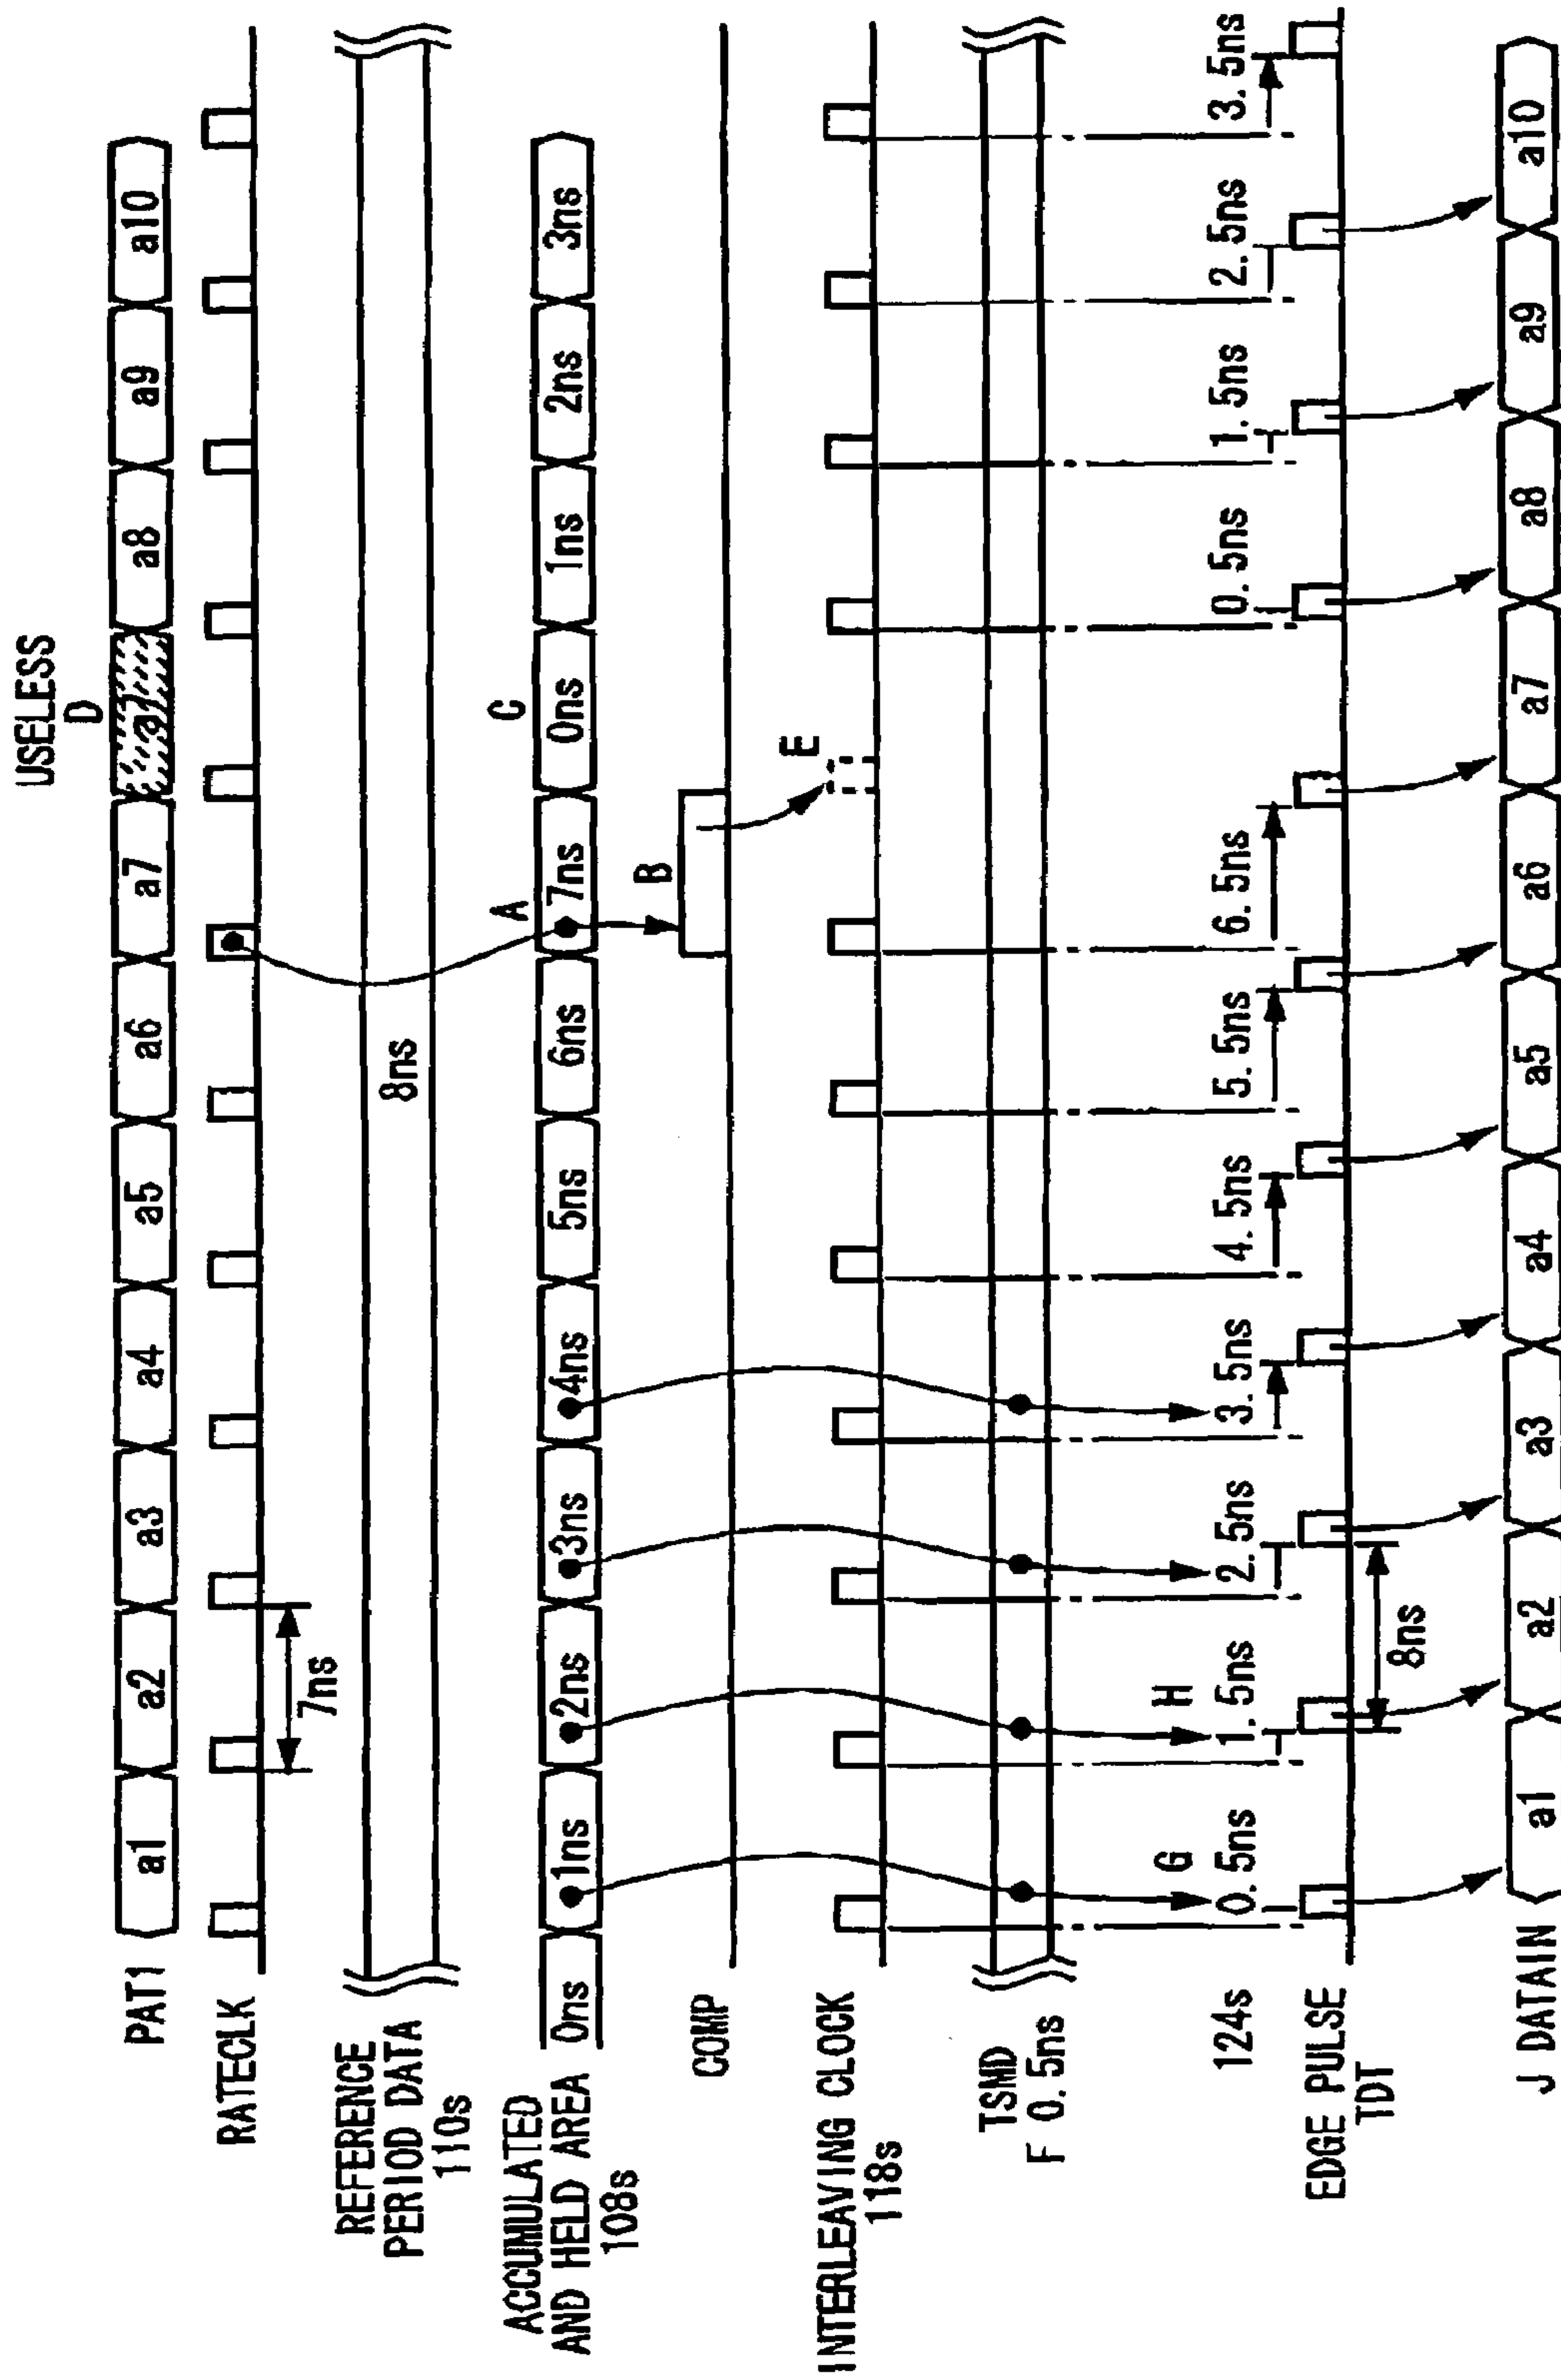 USELESS
D
PAT1 a1 a2 a3 a4 a5 a6 a7 a8 a9 a10
RATECLK
7ns
REFERENCE
PERIOD DATA
110s
8ns
A C
ACCUMULATED
AND HELD AREA
108s
0ns 1ns 2ns 3ns 4ns 5ns 6ns 7ns 0ns 1ns 2ns 3ns
B
COMP
E
INTERLEAVING CLOCK
118s
TSMD
F 0.5ns
G H
124s 0.5ns 1.5ns 2.5ns 3.5ns 4.5ns 5.5ns 6.5ns 0.5ns 1.5ns 2.5ns 3.5ns
EDGE PULSE
TDT
8ns
J DATAIN a1 a2 a3 a4 a5 a6 a7 a8 a9 a10